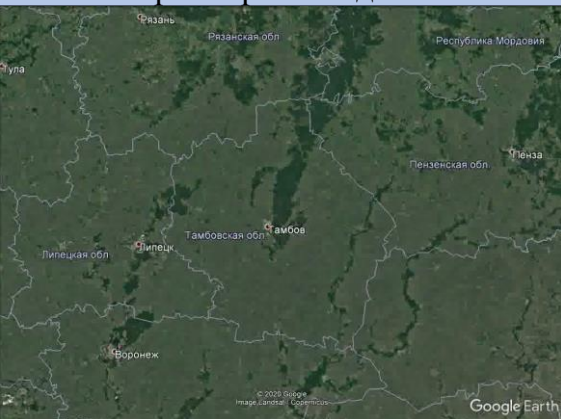 Рязань
Рязанская обл
Республика Мордовия
Тула
Пенза
Пензенская обл.
Тамбов
Тамбовская обл.
Липецк
Липецкая обл
Воронеж
© 2020 Google
Image Landsat / Copernicus
Google Earth